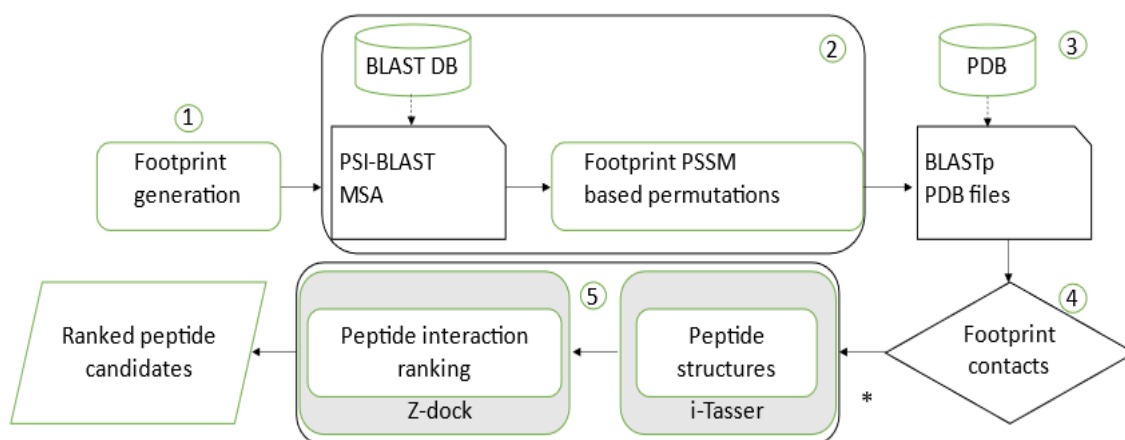 BLAST DB
2
PDB
3
1
Footprint
generation
PSI-BLAST
MSA
Footprint PSSM
based permutations
BLASTp
PDB files
Ranked peptide
candidates
Peptide interaction
ranking
Z-dock
5
Peptide
structures
i-Tasser
*
4
Footprint
contacts